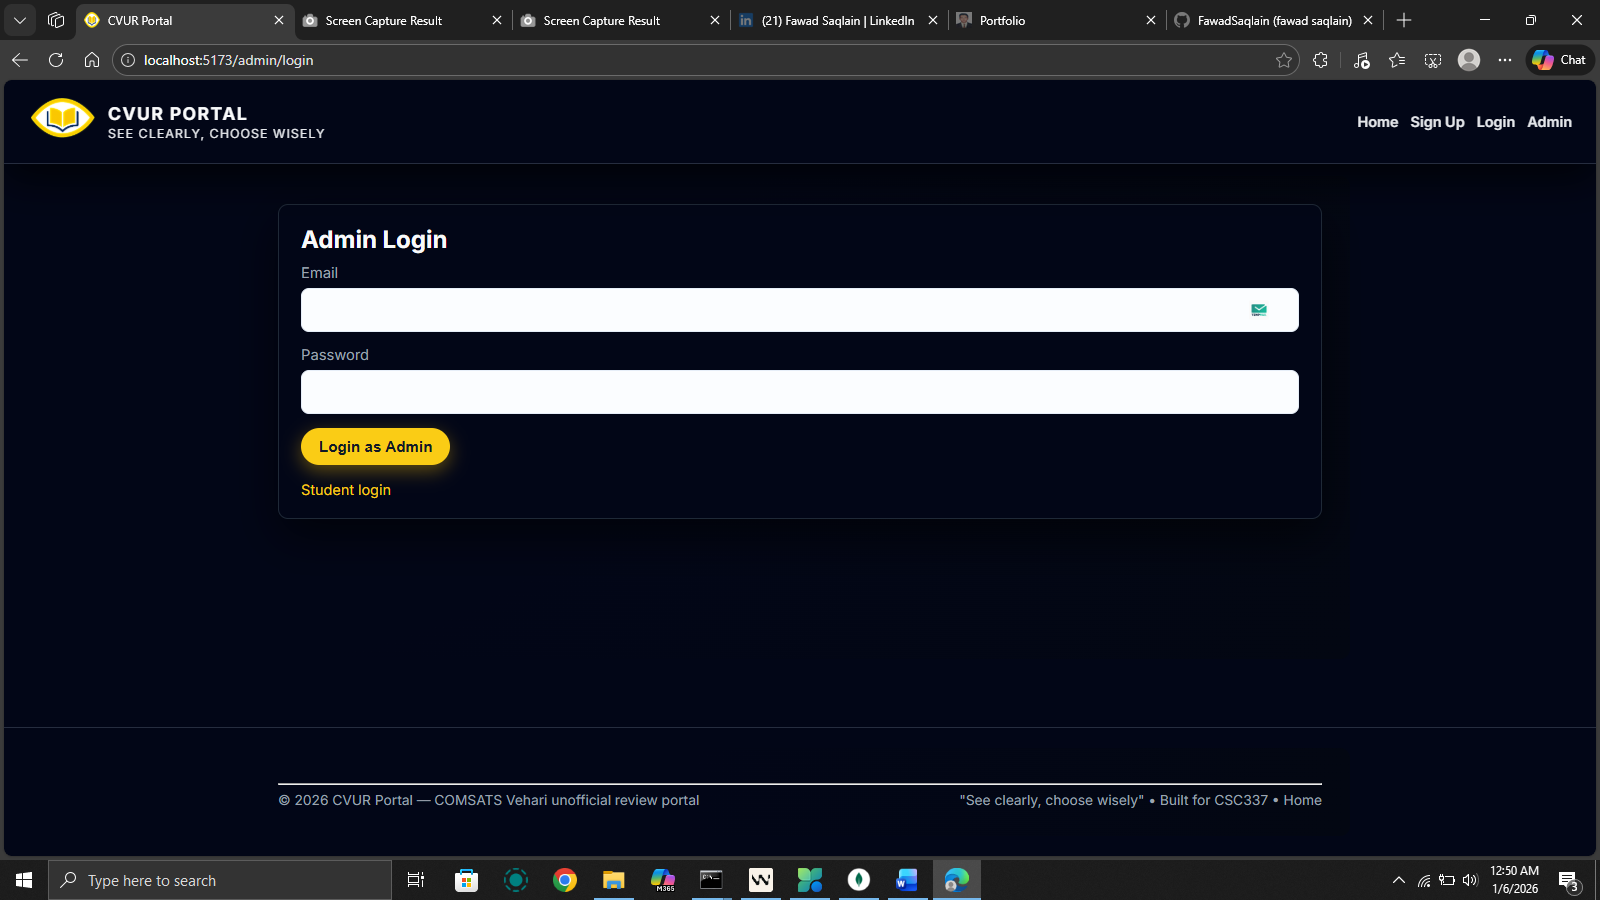 CVUR Portal
Screen Capture Result
Screen Capture Result
(21) Fawad Saqlain | LinkedIn
Portfolio
FawadSaqlain (fawad saqlain)
localhost:5173/admin/login
Chat
CVUR PORTAL
SEE CLEARLY, CHOOSE WISELY
Home Sign Up Login Admin
Admin Login
Email
Password
Login as Admin
Student login
© 2026 CVUR Portal — COMSATS Vehari unofficial review portal
"See clearly, choose wisely" • Built for CSC337 • Home
Type here to search
M365
12:50 AM
1/6/2026
3